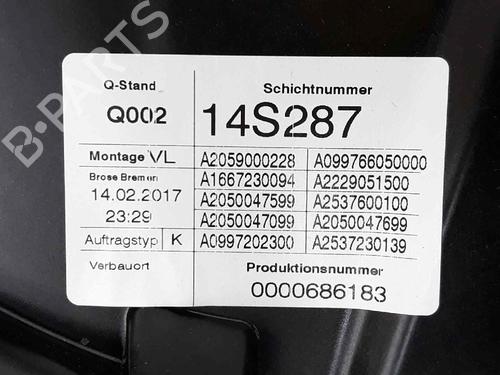 Q-Stand
Schichtnummer
Q002
14S287
Montage VL
A2059000228 A099766050000
Brose Bremen
A1667230094 A2229051500
14.02.2017
A2050047599 A2537600100
23:29
A2050047099 A2050047699
Auftragstyp K
A0997202300 A2537230139
Verbauort
Produktionsnummer
0000686183
B-PARTS